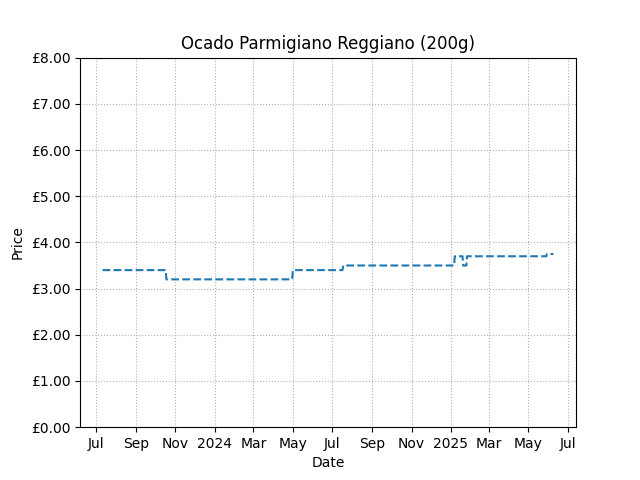 Ocado Parmigiano Reggiano (200g)
£8.00
£7.00
£6.00
£5.00
£4.00
£3.00
£2.00
£1.00
£0.00
Price
Jul Sep Nov 2024 Mar May Jul Sep Nov 2025 Mar May Jul
Date